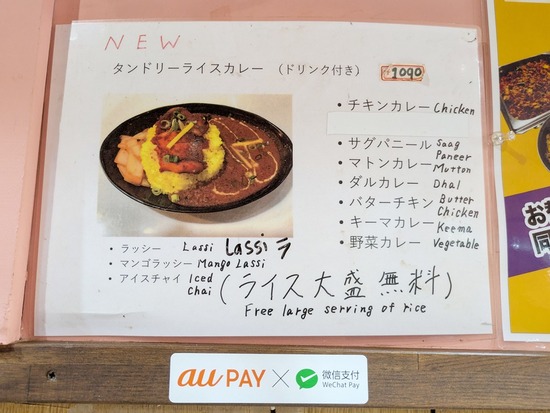 NEW
タンドリーライスカレー （ドリンク付き） 1090
・チキンカレー Chicken
・サグパニール Saag Paneer
・マトンカレー Mutton
・ダルカレー Dhal
・バターチキン Butter Chicken
・キーマカレー Keema
・野菜カレー Vegetable
・ラッシー Lassi Lassi ラ
・マンゴラッシー Mango Lassi
・アイスチャイ Iced Chai
(ライス大盛無料)
Free large serving of rice
au PAY × 微信支付
WeChat Pay